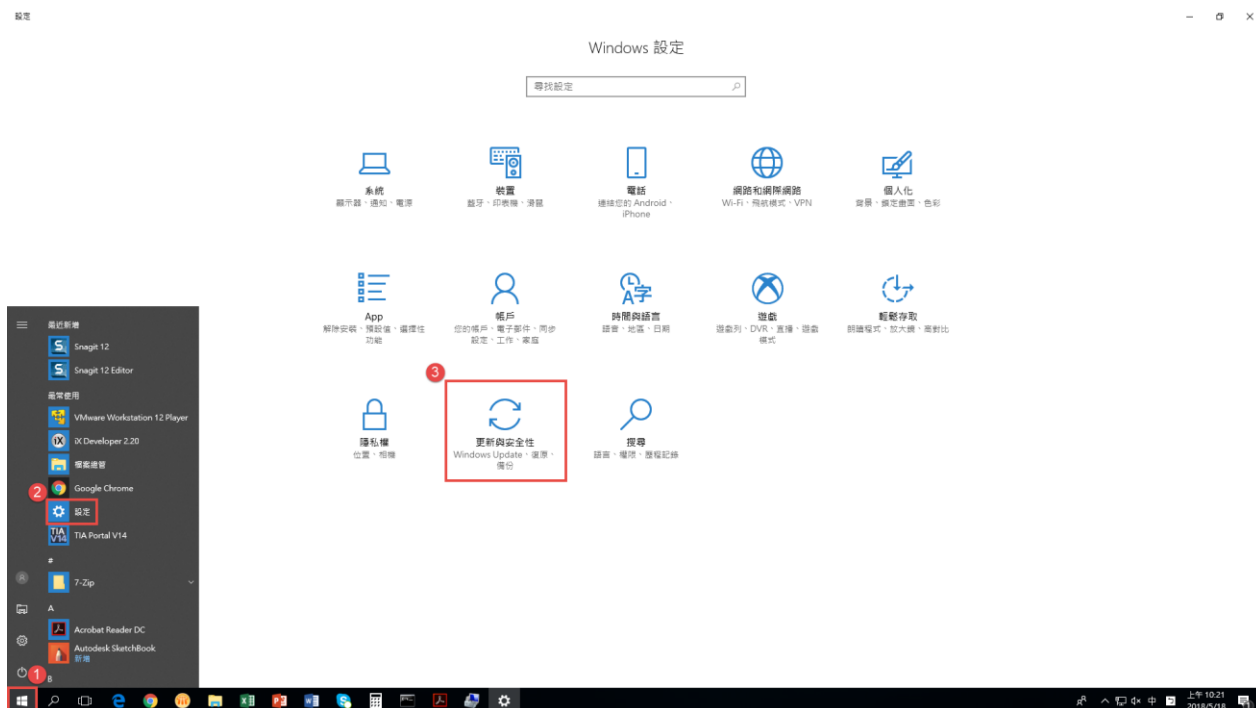 設定
Windows 設定
尋找設定
系統
顯示器、通知、電源
裝置
藍牙、印表機、滑鼠
電話
連結您的 Android、
iPhone
網路和網際網路
Wi-Fi、飛航模式、VPN
個人化
背景、鎖定畫面、色彩
App
解除安裝、預設值、選擇性
功能
帳戶
您的帳戶、電子郵件、同步
設定、工作、家庭
時間與語言
語音、地區、日期
遊戲
遊戲列、DVR、直播、遊戲
模式
輕鬆存取
朗讀程式、放大鏡、高對比
3
隱私權
位置、相機
更新與安全性
Windows Update、復原、
備份
搜尋
語言、權限、歷程記錄
最近新增
Snagit 12
Snagit 12 Editor
最常使用
VMware Workstation 12 Player
iX Developer 2.20
檔案總管
Google Chrome
2
設定
TIA Portal V14
#
7-Zip
A
Acrobat Reader DC
Autodesk SketchBook
新增
1
B
中
上午 10:21
2018/5/18